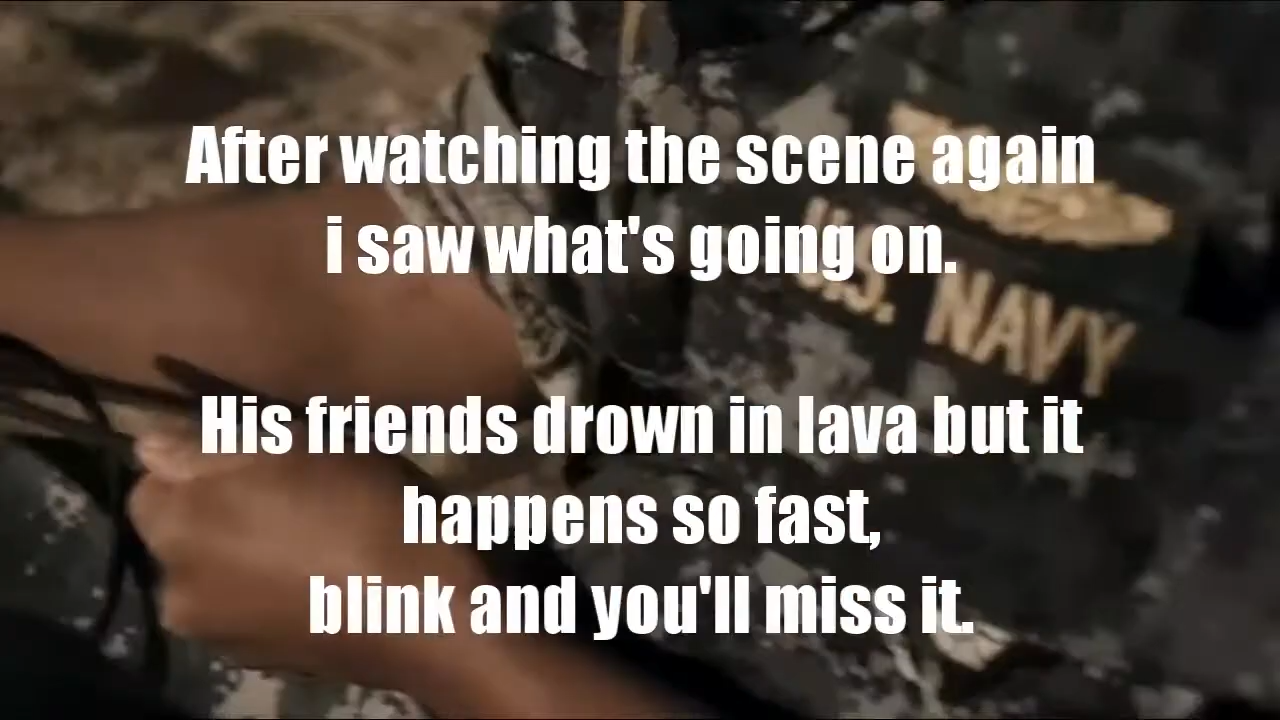 After watching the scene again
i saw what's going on.
U.S. NAVY
His friends drown in lava but it
happens so fast,
blink and you'll miss it.